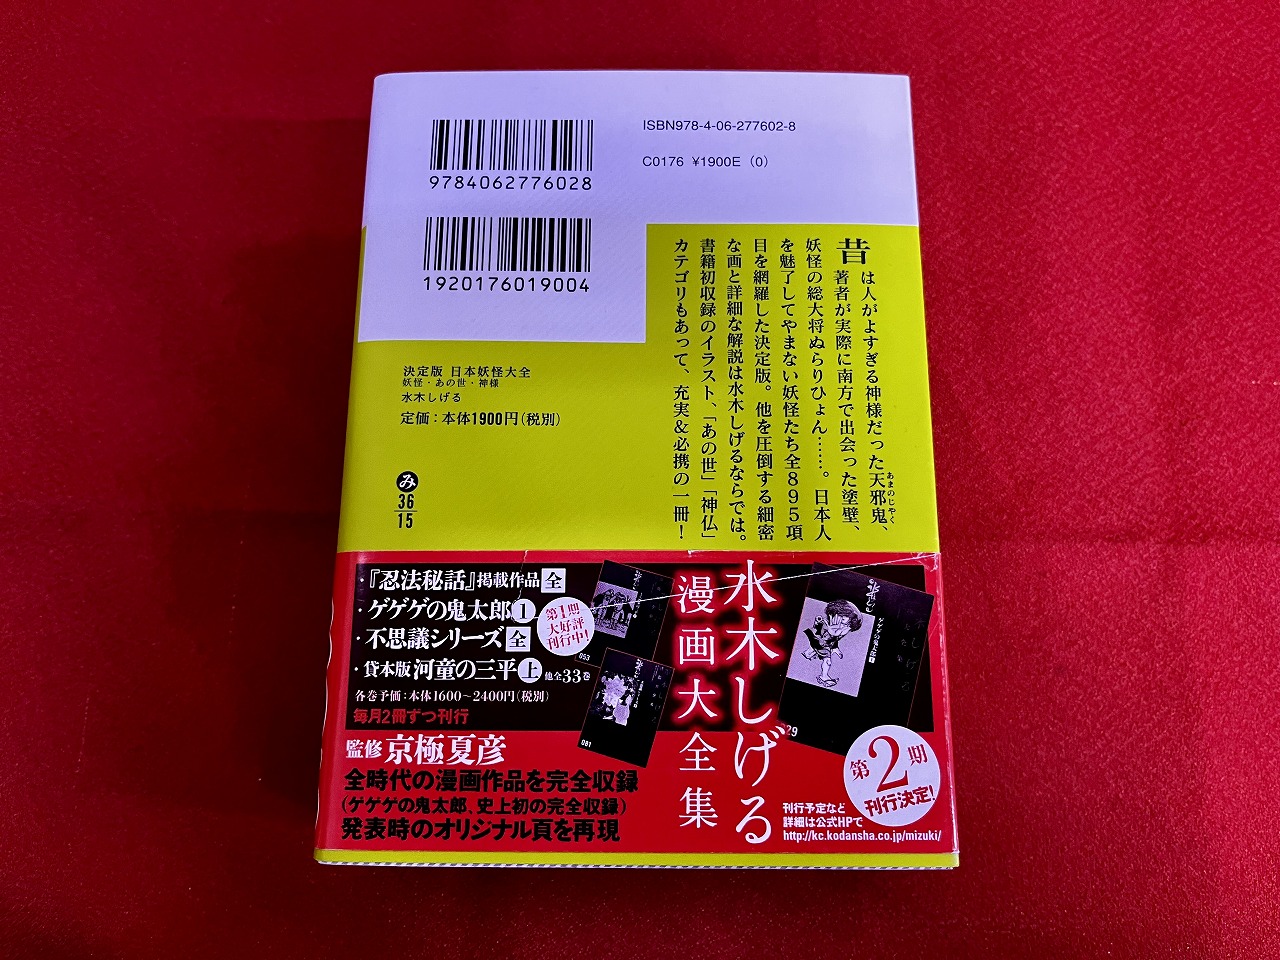 9784062776028
ISBN978-4-06-277602-8
C0176 ¥1900E (0)
1920176019004
昔は人がよすぎる神様だった天邪鬼、
あまのじゃく
著者が実際に南方で出会った塗壁、
妖怪の総大将ぬらりひょん……。日本人
を魅了してやまない妖怪たち全895項
目を網羅した決定版。他を圧倒する細密
な画と詳細な解説は水木しげるならでは。
書籍初収録のイラスト、「あの世」「神仏」
カテゴリもあって、充実&必携の一冊!
決定版 日本妖怪大全
妖怪・あの世・神様
水木しげる
定価:本体1900円(税別)
み
36
15
水木しげる
漫画大全集
・『忍法秘話』掲載作品全
・ゲゲゲの鬼太郎1
・不思議シリーズ全
・貸本版 河童の三平上 他全33巻
第1期
大好評
刊行中!
各巻予価:本体1600~2400円(税別)
毎月2冊ずつ刊行
監修 京極夏彦
全時代の漫画作品を完全収録
(ゲゲゲの鬼太郎、史上初の完全収録)
発表時のオリジナル頁を再現
053
081
29
ゲゲゲの鬼太郎
第2期
刊行決定!
刊行予定など
詳細は公式HPで
http://kc.kodansha.co.jp/mizuki/